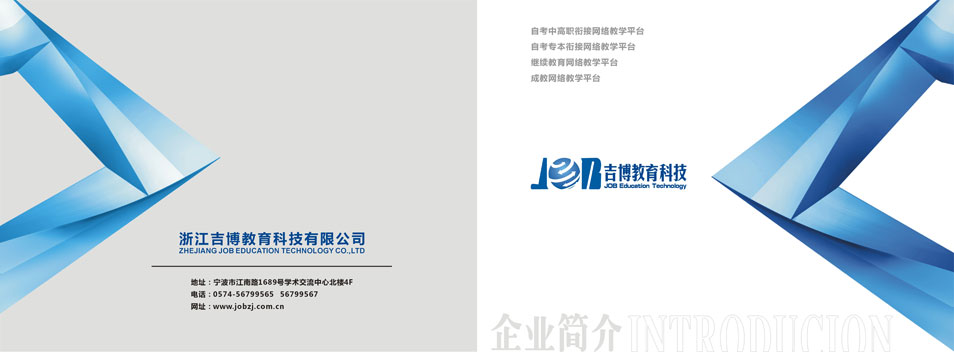 浙江吉博教育科技有限公司
ZHEJIANG JOB EDUCATION TECHNOLOGY CO.,LTD
地址：宁波市江南路1689号学术交流中心北楼4F
电话：0574-56799565 56799567
网址：www.jobzj.com.cn
自考中高职衔接网络教学平台
自考专本衔接网络教学平台
继续教育网络教学平台
成教网络教学平台
JOB 吉博教育科技
JOB Education Technology
企业简介 INTRODUCION